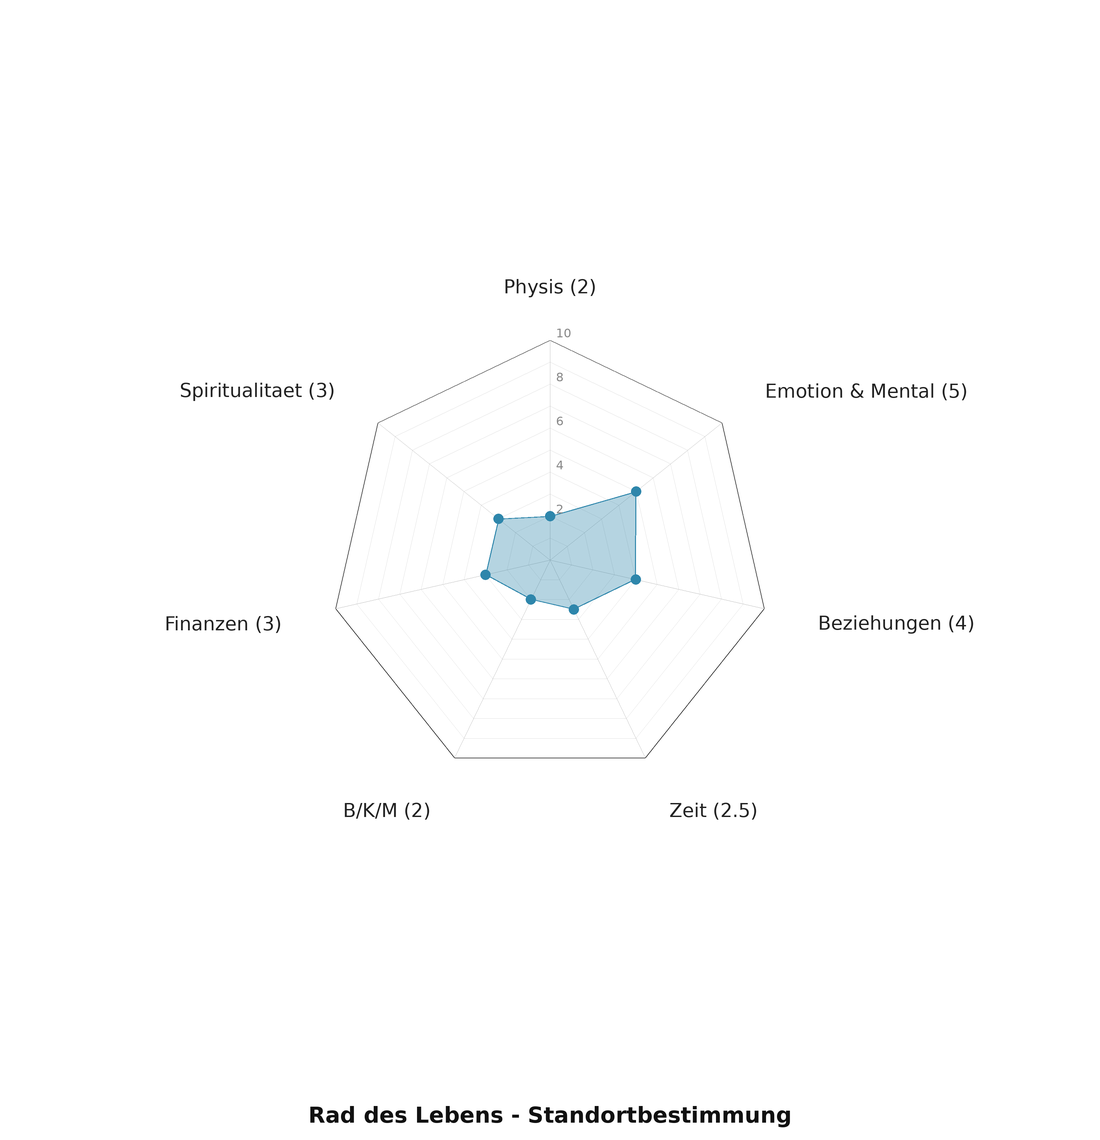 Physis (2)
10
Spiritualitaet (3)
8
Emotion & Mental (5)
6
4
2
Finanzen (3)
Beziehungen (4)
B/K/M (2)
Zeit (2.5)
Rad des Lebens - Standortbestimmung